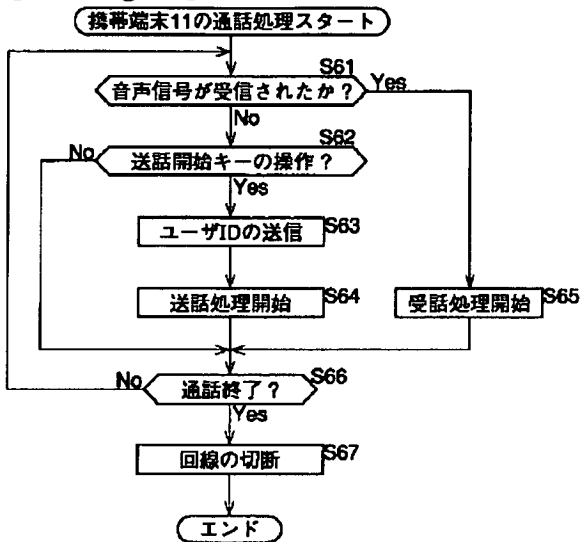 携帯端末11の通話処理スタート
S61
音声信号が受信されたか？
Yes
No
S62
No
送話開始キーの操作？
Yes
ユーザIDの送信
S63
送話処理開始
S64
受話処理開始
S65
No
通話終了？
S66
Yes
回線の切断
S67
エンド